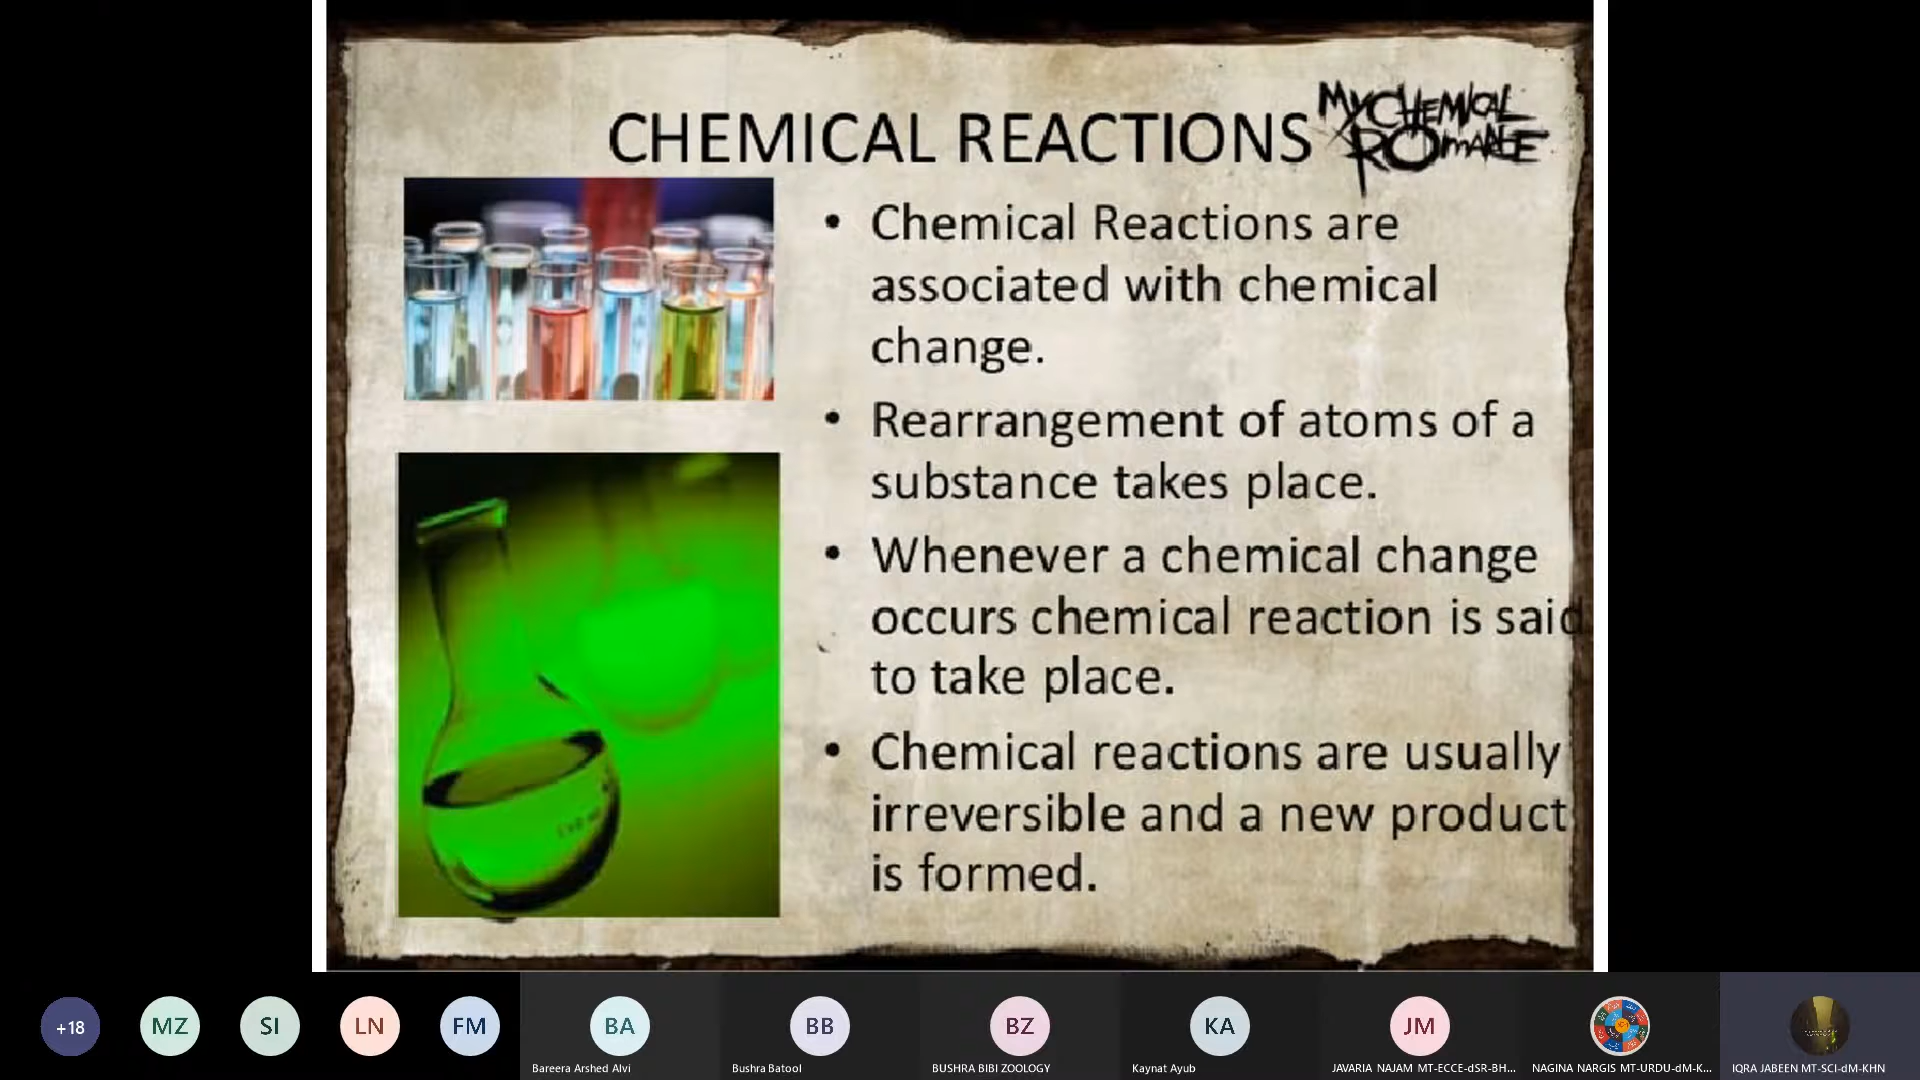 CHEMICAL REACTIONS
MY CHEMICAL
ROMANCE
• Chemical Reactions are
associated with chemical
change.
• Rearrangement of atoms of a
substance takes place.
• Whenever a chemical change
occurs chemical reaction is said
to take place.
• Chemical reactions are usually
irreversible and a new product
is formed.
+18
MZ
SI
LN
FM
BA
BB
BZ
KA
JM
Bareera Arshed Alvi
Bushra Batool
BUSHRA BIBI ZOOLOGY
Kaynat Ayub
JAVARIA NAJAM MT-ECCE-dSR-BH...
NAGINA NARGIS MT-URDU-dM-K...
IQRA JABEEN MT-SCI-dM-KHN